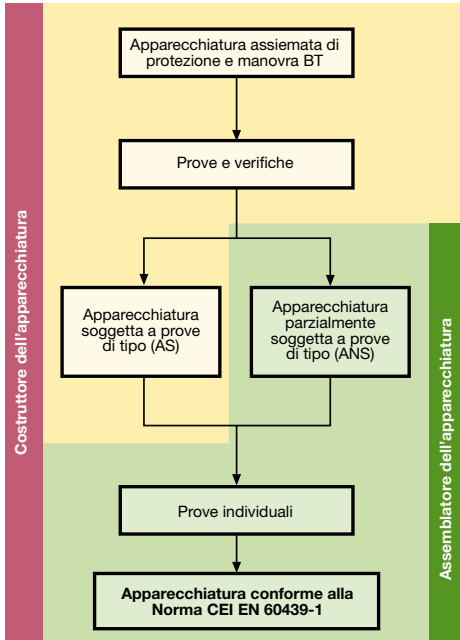 Apparecchiatura assiemata di
protezione e manovra BT
Prove e verifiche
Costruttore dell'apparecchiatura
Apparecchiatura
soggetta a prove
di tipo (AS)
Apparecchiatura
parzialmente
soggetta a prove
di tipo (ANS)
Assemblatore dell'apparecchiatura
Prove individuali
Apparecchiatura conforme alla
Norma CEI EN 60439-1